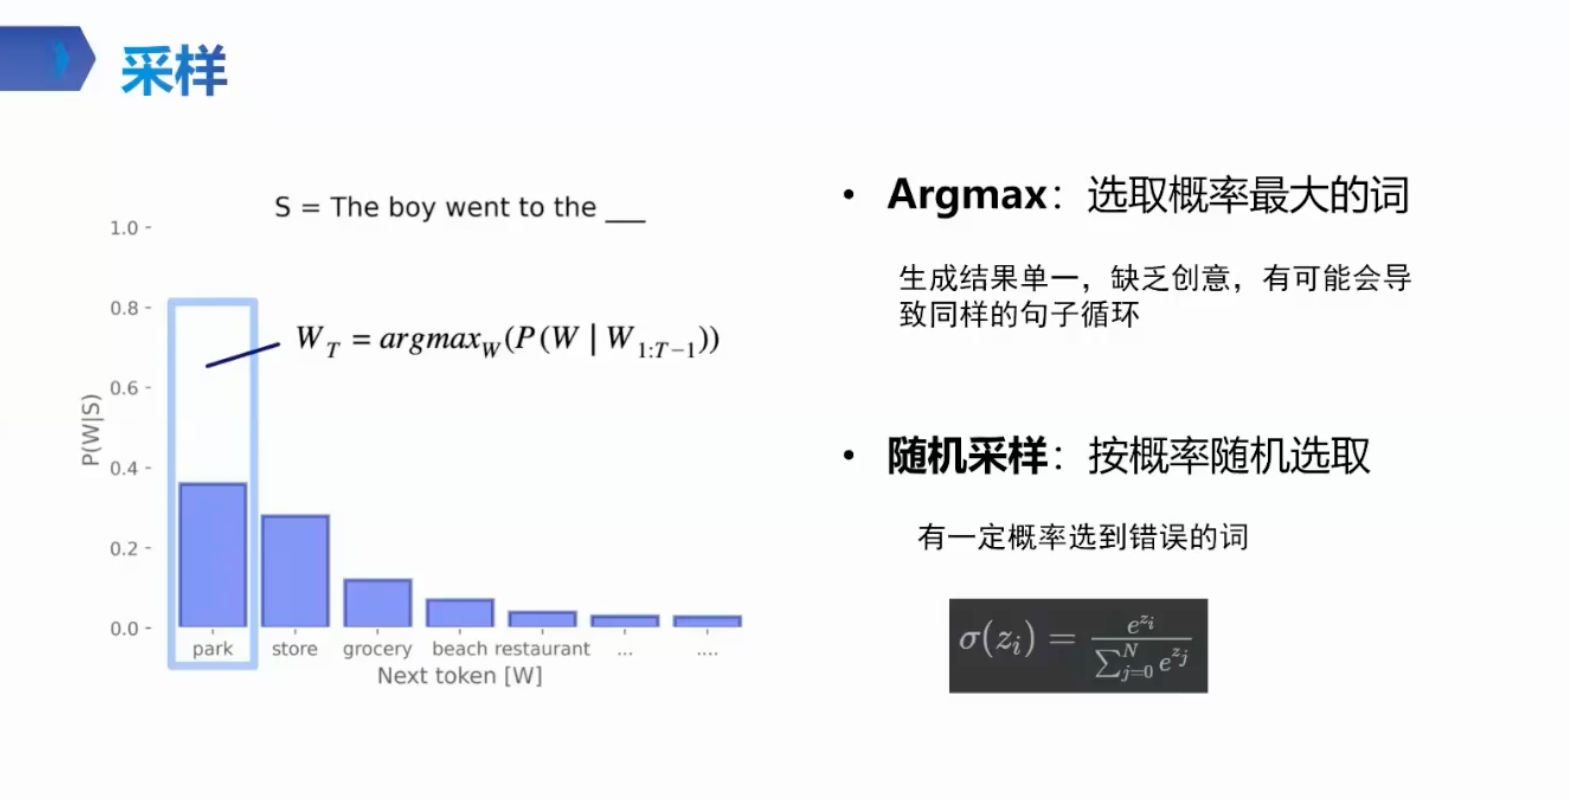 采样
S = The boy went to the ___
1.0
0.8
0.6
0.4
0.2
0.0
P(W|S)
W_T = argmax_W(P(W | W_{1:T-1}))
park store grocery beach restaurant ... ....
Next token [W]
• Argmax：选取概率最大的词
生成结果单一，缺乏创意，有可能会导
致同样的句子循环
• 随机采样：按概率随机选取
有一定概率选到错误的词
σ(z_i) = e^{z_i} / ∑_{j=0}^{N} e^{z_j}